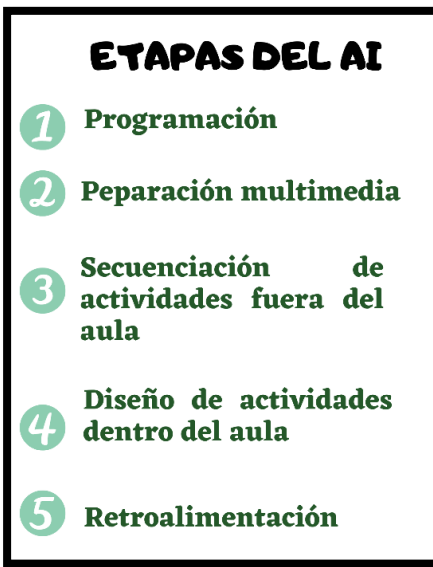 ETAPAS DEL AI
1 Programación
2 Peparación multimedia
3 Secuenciación de
actividades fuera del
aula
4 Diseño de actividades
dentro del aula
5 Retroalimentación